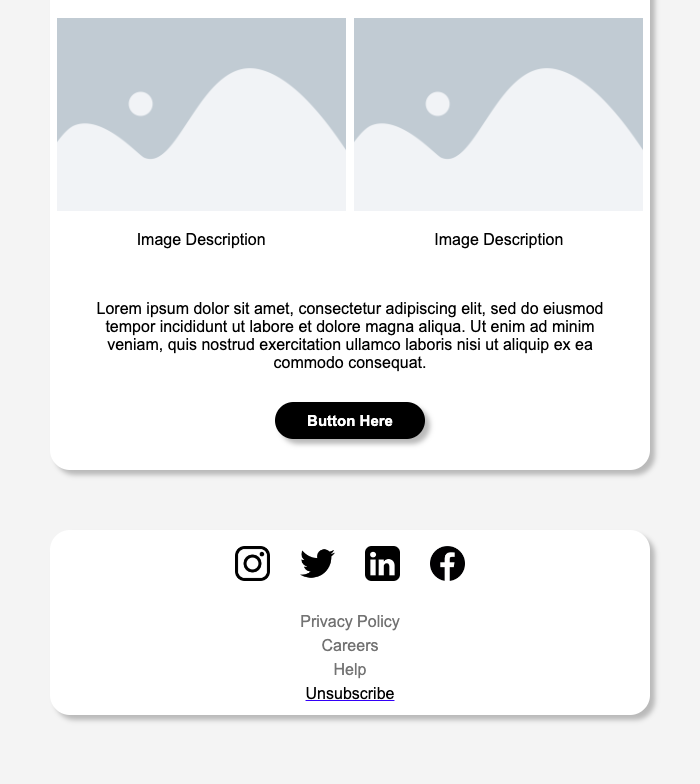 Image Description
Image Description
Lorem ipsum dolor sit amet, consectetur adipiscing elit, sed do eiusmod
tempor incididunt ut labore et dolore magna aliqua. Ut enim ad minim
veniam, quis nostrud exercitation ullamco laboris nisi ut aliquip ex ea
commodo consequat.
Button Here
Privacy Policy
Careers
Help
Unsubscribe